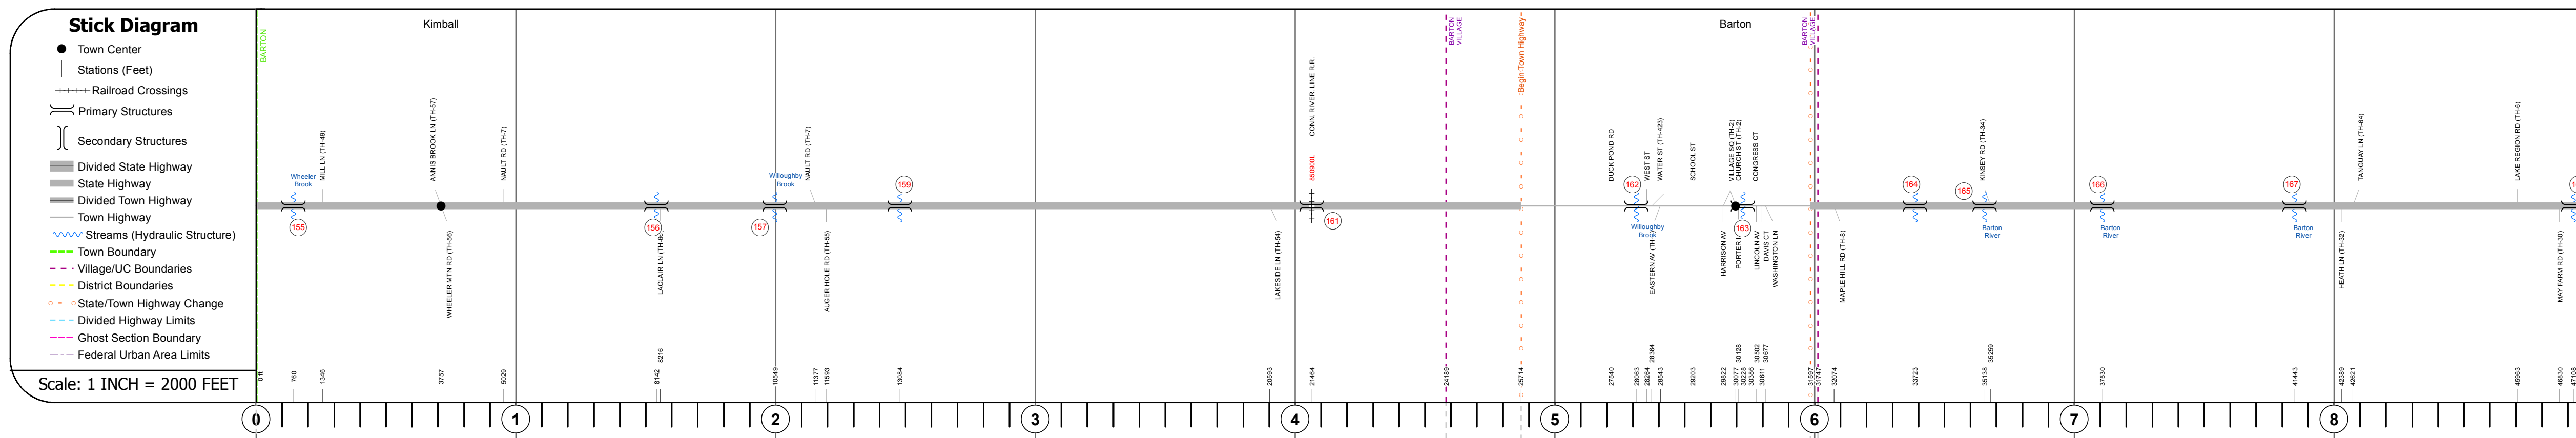 Stick Diagram
Town Center
Stations (Feet)
Railroad Crossings
Primary Structures
Secondary Structures
Divided State Highway
State Highway
Divided Town Highway
Town Highway
Streams (Hydraulic Structure)
Town Boundary
Village/UC Boundaries
District Boundaries
State/Town Highway Change
Divided Highway Limits
Ghost Section Boundary
Federal Urban Area Limits
Scale: 1 INCH = 2000 FEET
Kimball
Barton
BARTON
BARTON
VILLAGE
Begin Town Highway
BARTON
VILLAGE
Wheeler
Brook
MILL LN (TH-49)
ANNIS BROOK LN (TH-57)
NAULT RD (TH-7)
Willoughby
Brook
NAULT RD (TH-7)
159
850900L
CONN. RIVER. LINE R.R.
DUCK POND RD
162
WEST ST
WATER ST (TH-423)
SCHOOL ST
VILLAGE SQ (TH-2)
CHURCH ST (TH-2)
CONGRESS CT
164
165
KINSEY RD (TH-34)
166
167
TANGUAY LN (TH-64)
LAKE REGION RD (TH-6)
155
WHEELER MTN RD (TH-56)
156
157
AUGER HOLE RD (TH-55)
LAKESIDE LN (TH-54)
161
Willoughby
Brook
HARRISON AV
163
LINCOLN AV
DAVIS CT
WASHINGTON LN
MAPLE HILL RD (TH-8)
Barton
River
Barton
River
Barton
River
HEATH LN (TH-32)
MAY FARM RD (TH-30)
0 ft
760
1346
3757
5029
8142
8216
10549
11377
11593
13084
20593
21464
24189
25714
27540
28063
28264
28364
28543
29203
29822
30077
30128
30228
30386
30502
30611
30677
31597
31747
32074
33723
35138
35259
37530
41443
42389
42621
45963
46830
47108
0
1
2
3
4
5
6
7
8